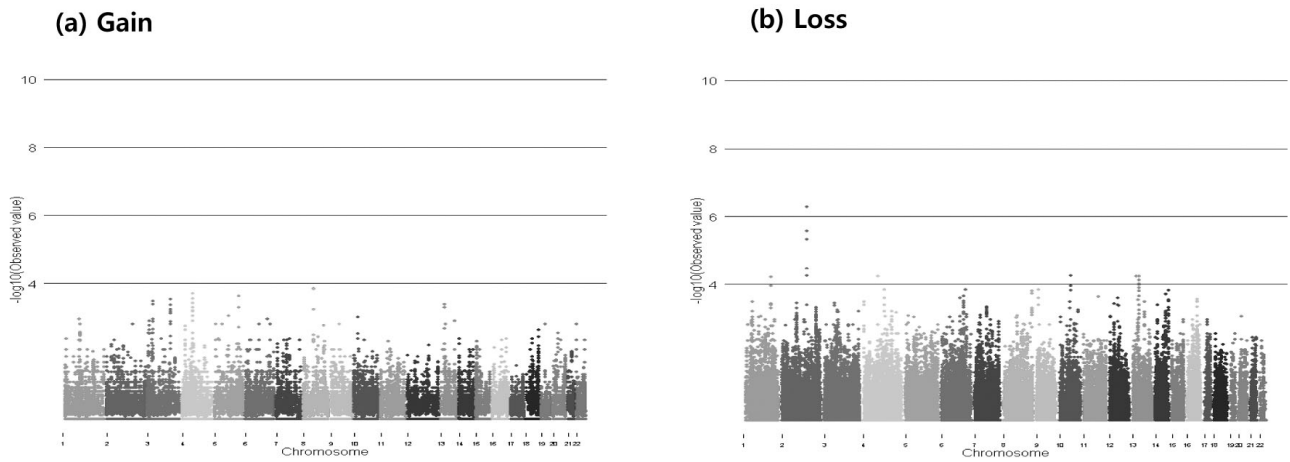 (a) Gain
(b) Loss
10
8
6
4
-log10(Observed value)
1 2 3 4 5 6 7 8 9 10 11 12 13 14 15 16 17 18 19 20 21 22
Chromosome
10
8
6
4
-log10(Observed value)
1 2 3 4 5 6 7 8 9 10 11 12 13 14 15 16 17 18 19 20 21 22
Chromosome